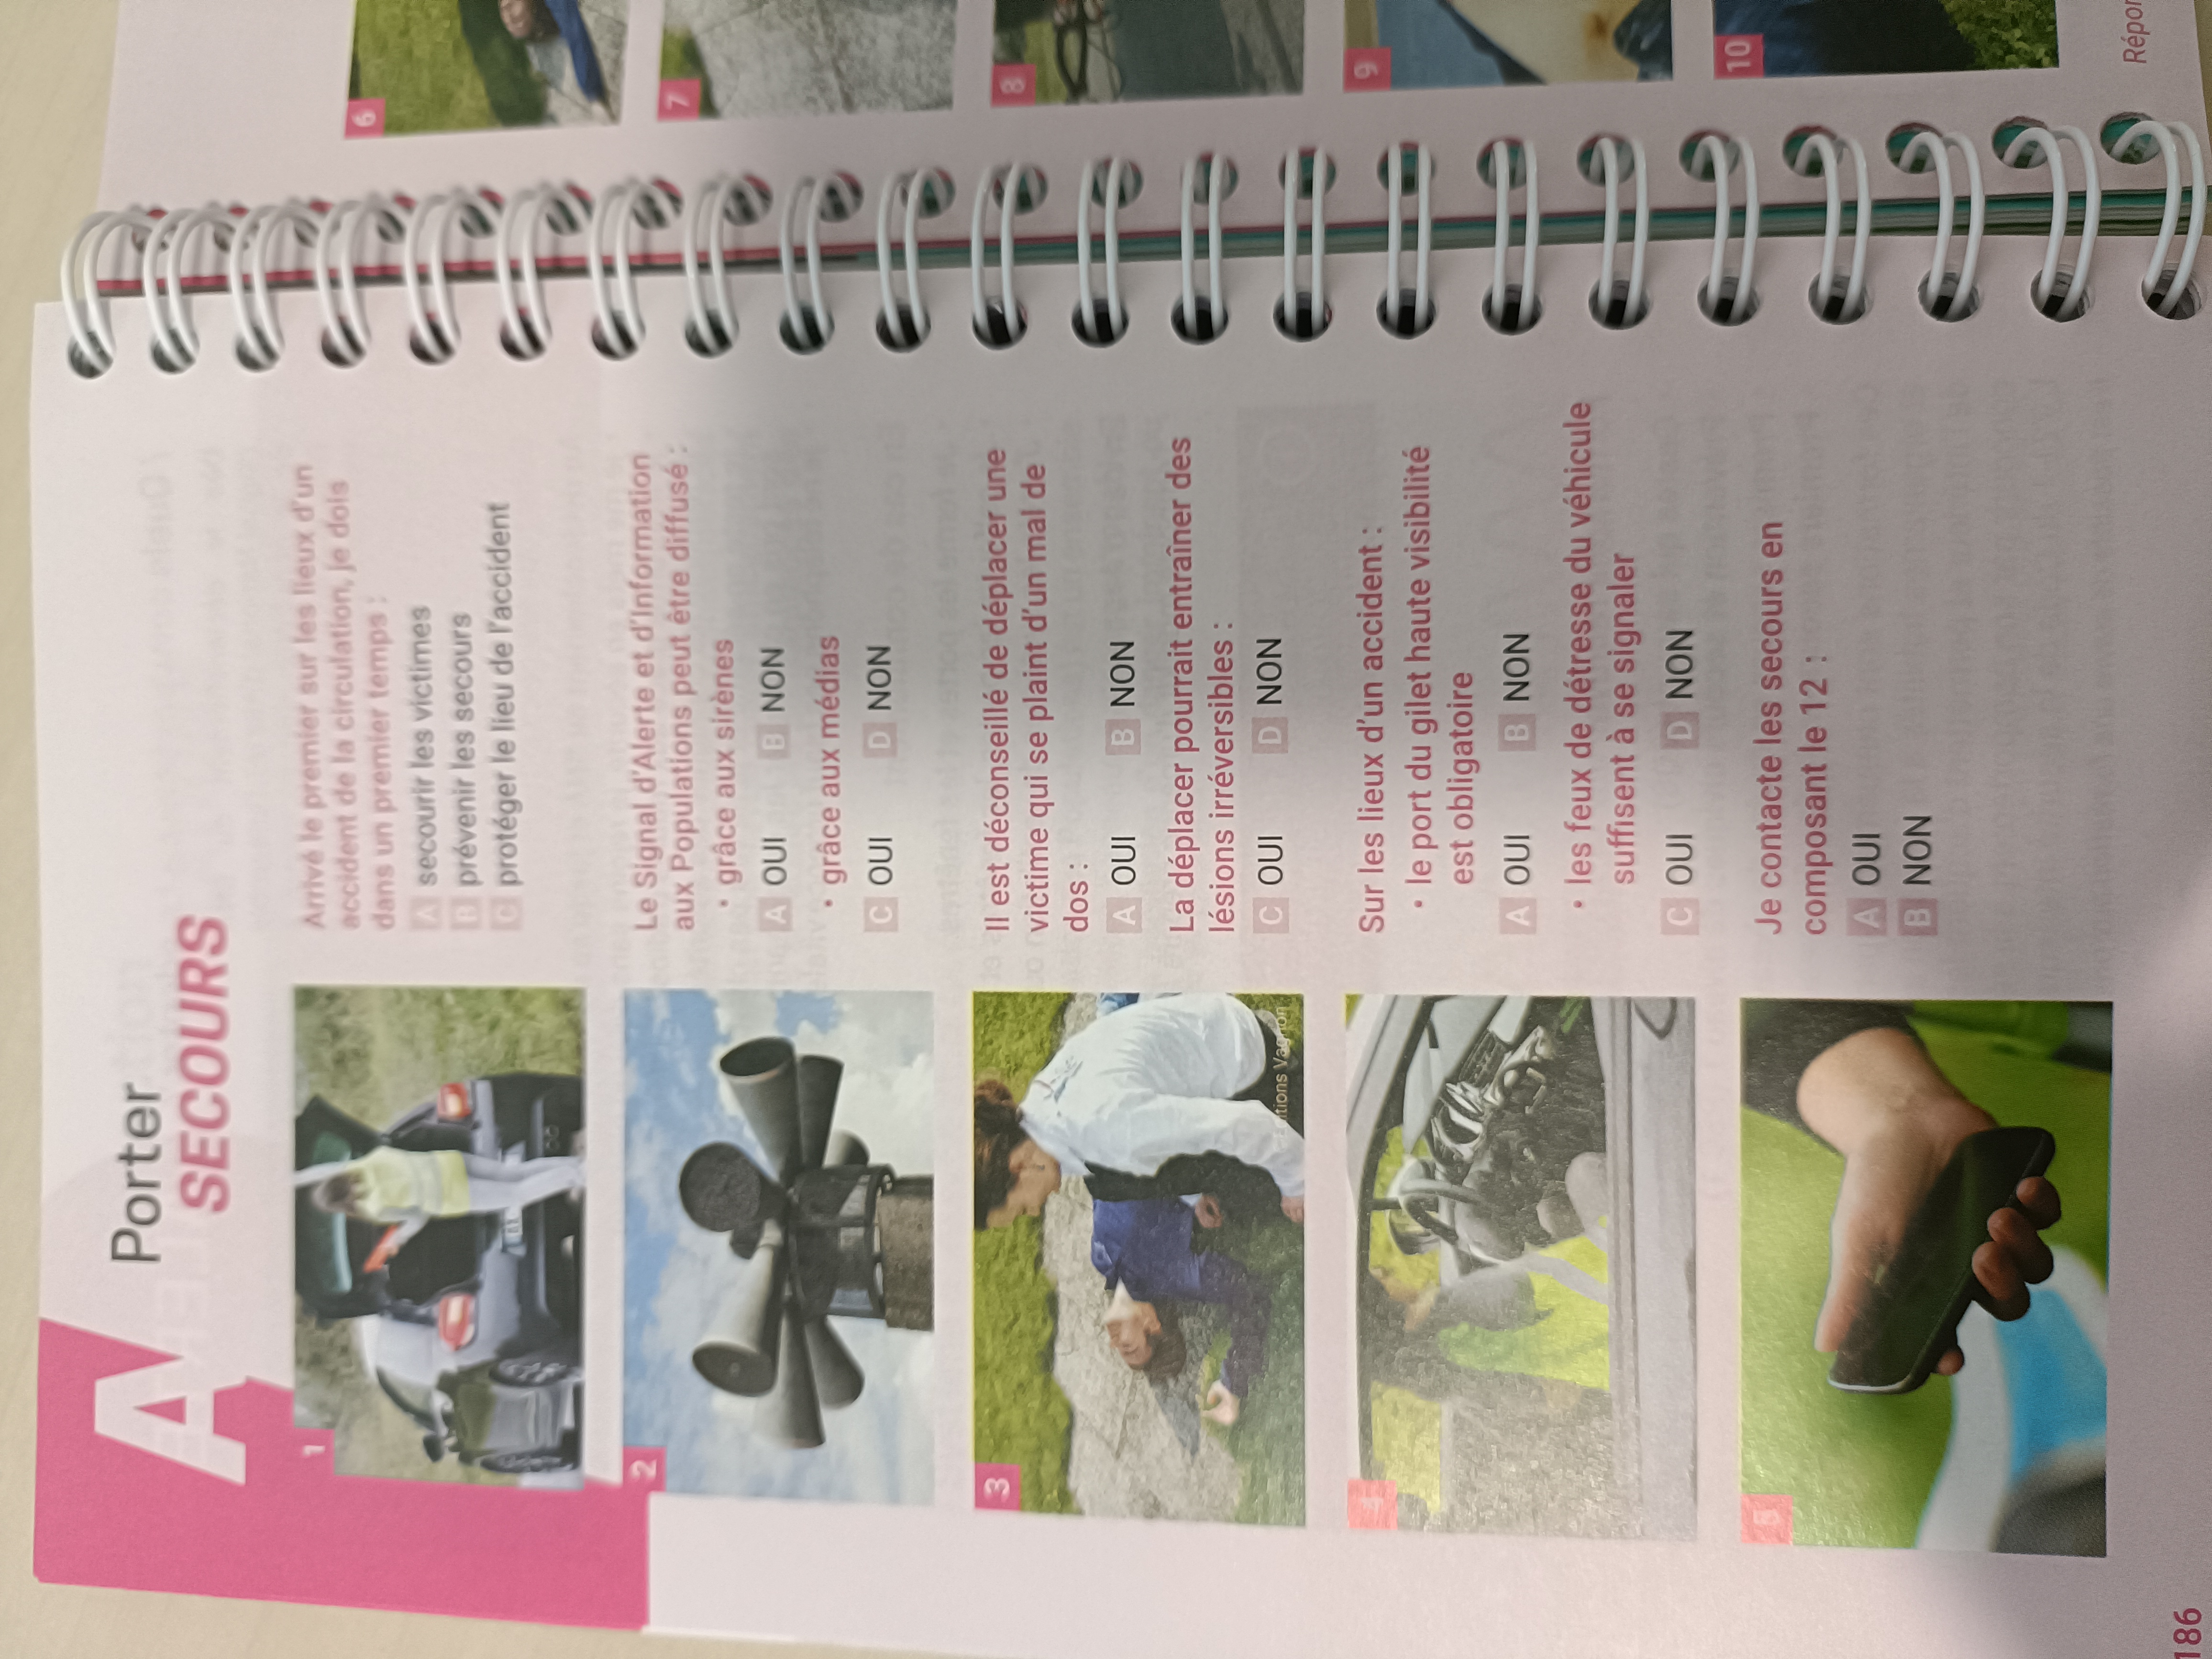 A
Porter
SECOURS
1
Arrivé le premier sur les lieux d'un
accident de la circulation, je dois
dans un premier temps :
A secourir les victimes
B prévenir les secours
C protéger le lieu de l'accident
2
Le Signal d'Alerte et d'Information
aux Populations peut être diffusé :
• grâce aux sirènes
A OUI B NON
• grâce aux médias
C OUI D NON
3
Il est déconseillé de déplacer une
victime qui se plaint d'un mal de
dos :
A OUI B NON
La déplacer pourrait entraîner des
lésions irréversibles :
C OUI D NON
4
Sur les lieux d'un accident :
• le port du gilet haute visibilité
est obligatoire
A OUI B NON
• les feux de détresse du véhicule
suffisent à se signaler
C OUI D NON
5
Je contacte les secours en
composant le 12 :
A OUI
B NON
186
6
7
8
9
10
Répon